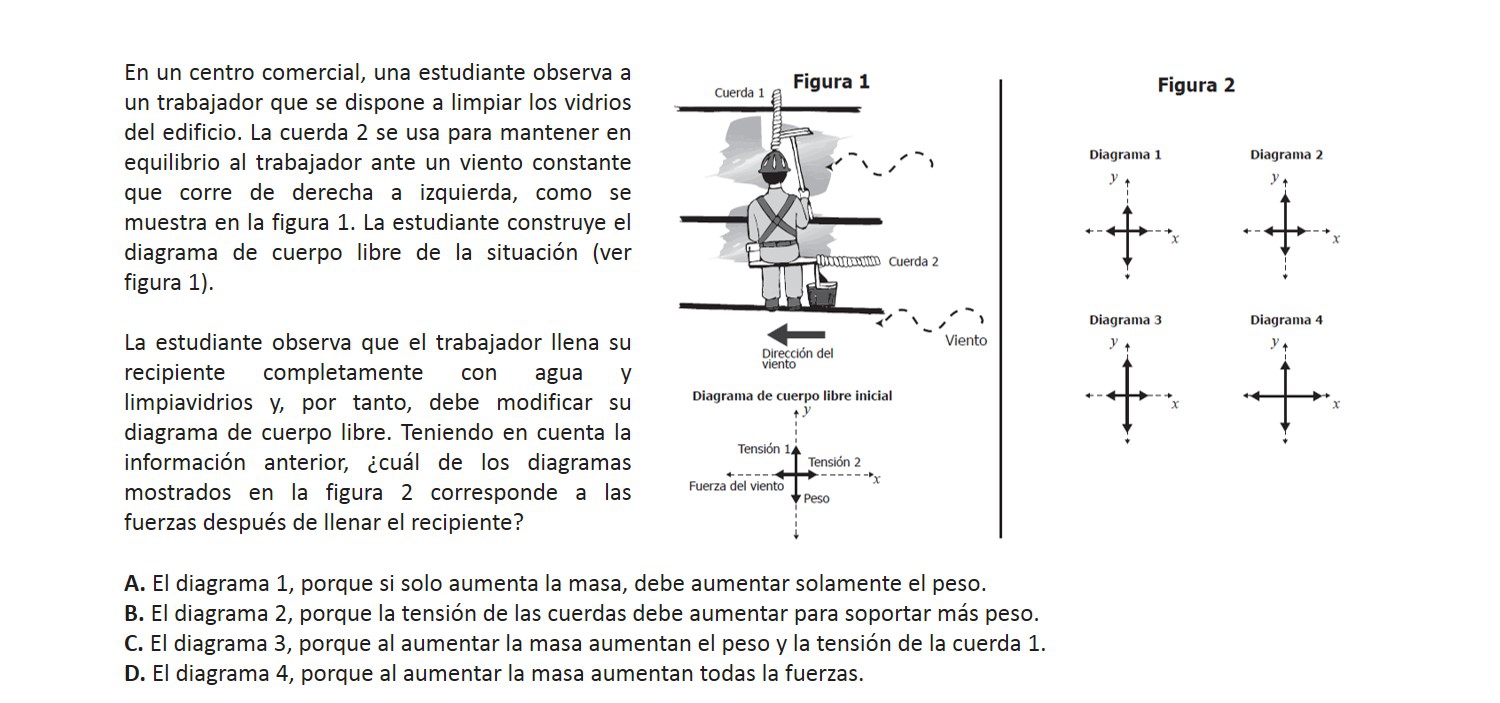 En un centro comercial, una estudiante observa a
un trabajador que se dispone a limpiar los vidrios
del edificio. La cuerda 2 se usa para mantener en
equilibrio al trabajador ante un viento constante
que corre de derecha a izquierda, como se
muestra en la figura 1. La estudiante construye el
diagrama de cuerpo libre de la situación (ver
figura 1).
La estudiante observa que el trabajador llena su
recipiente completamente con agua y
limpiavidrios y, por tanto, debe modificar su
diagrama de cuerpo libre. Teniendo en cuenta la
información anterior, ¿cuál de los diagramas
mostrados en la figura 2 corresponde a las
fuerzas después de llenar el recipiente?
Figura 1
Cuerda 1
Cuerda 2
Viento
Dirección del
viento
Diagrama de cuerpo libre inicial
y
Tensión 1
Tensión 2
x
Fuerza del viento
Peso
Figura 2
Diagrama 1
y
x
Diagrama 2
y
x
Diagrama 3
y
x
Diagrama 4
y
x
A. El diagrama 1, porque si solo aumenta la masa, debe aumentar solamente el peso.
B. El diagrama 2, porque la tensión de las cuerdas debe aumentar para soportar más peso.
C. El diagrama 3, porque al aumentar la masa aumentan el peso y la tensión de la cuerda 1.
D. El diagrama 4, porque al aumentar la masa aumentan todas la fuerzas.